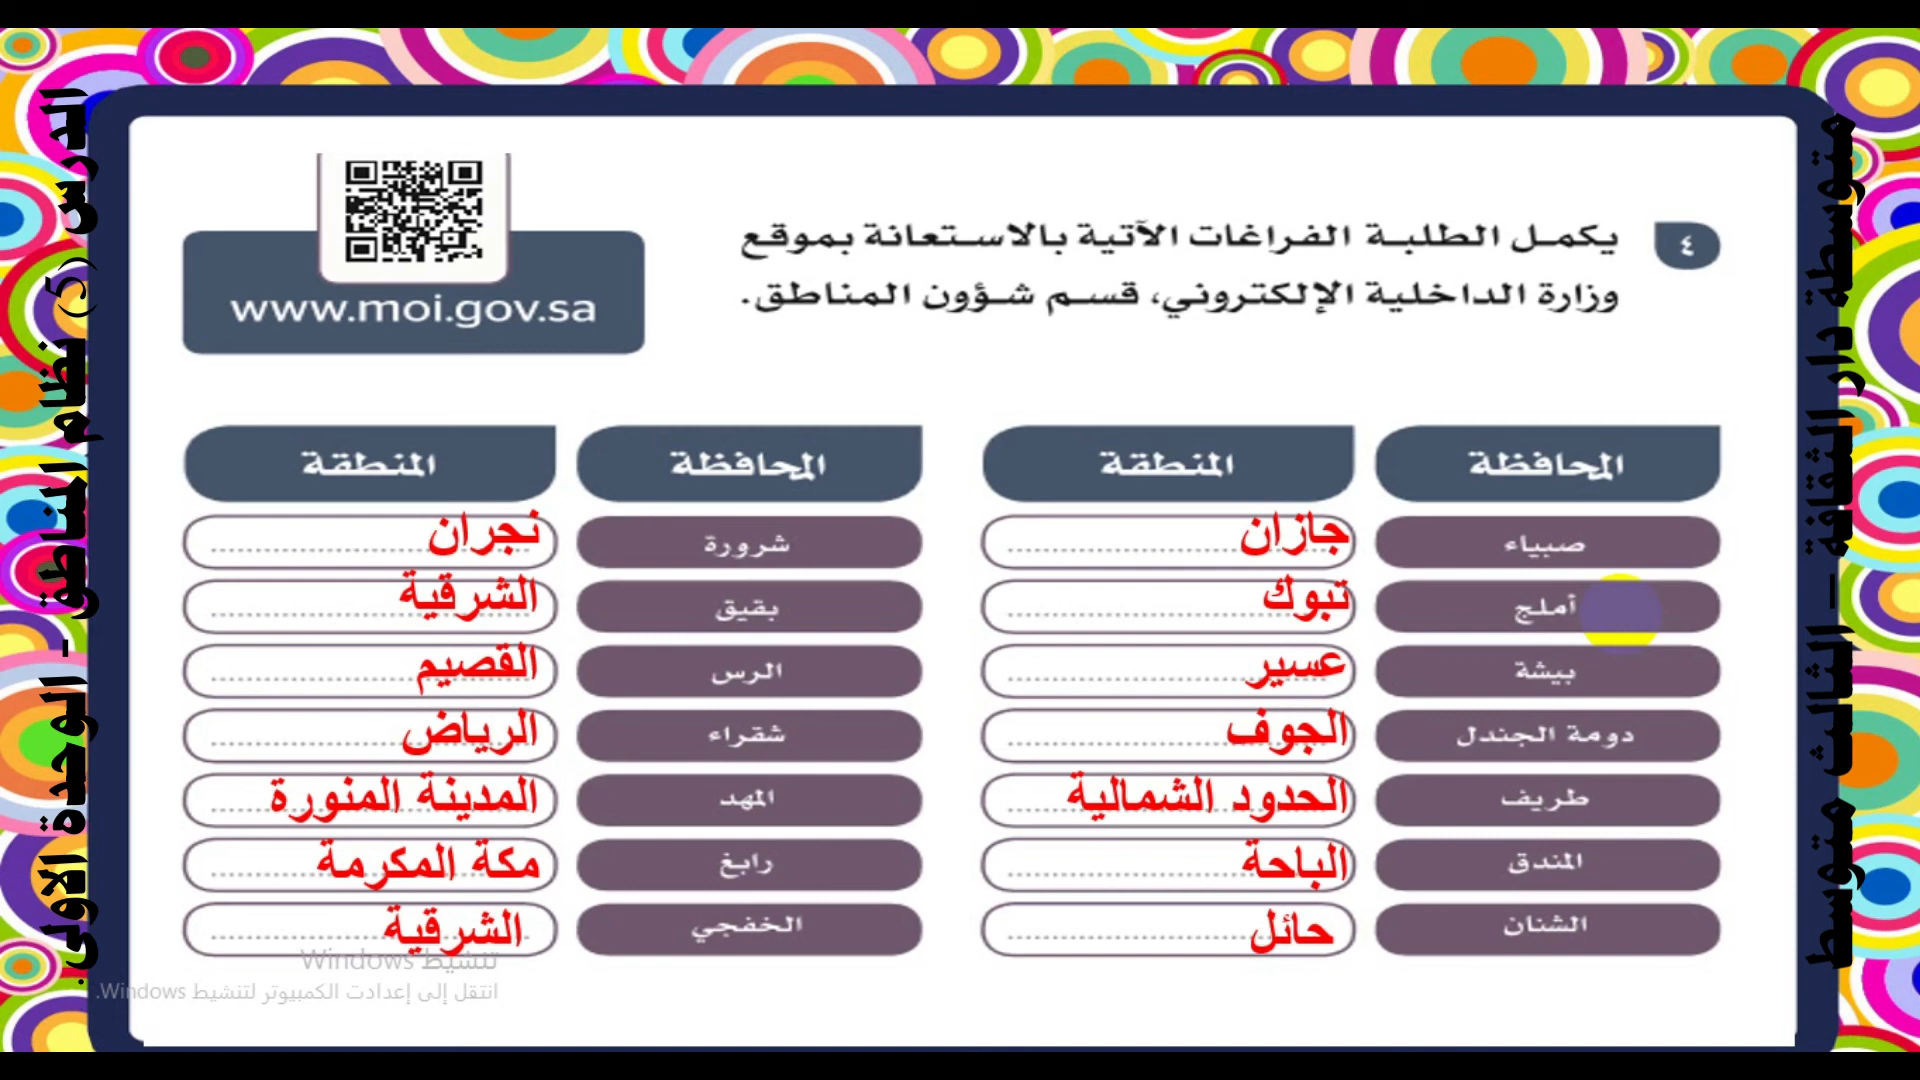 متوسطة دار الثقافة – الثالث متوسط
الدرس (5) نظام المناطق - الوحدة الاولى.
٤
يكمل الطلبة الفراغات الآتية بالاستعانة بموقع
وزارة الداخلية الإلكتروني، قسم شؤون المناطق.
www.moi.gov.sa
المحافظة المنطقة المحافظة المنطقة
صبياء جازان شرورة نجران
أملج تبوك بقيق الشرقية
بيشة عسير الرس القصيم
دومة الجندل الجوف شقراء الرياض
طريف الحدود الشمالية المهد المدينة المنورة
المندق الباحة رابغ مكة المكرمة
الشنان حائل الخفجي الشرقية
تنشيط Windows
انتقل إلى إعدادت الكمبيوتر لتنشيط Windows.